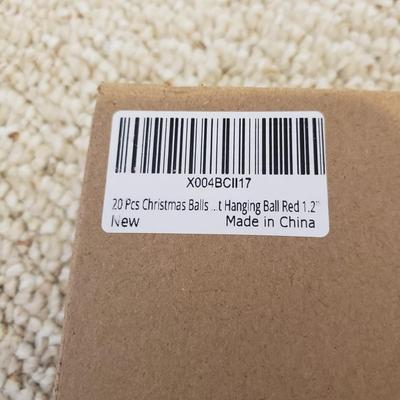 X004BCII17
20 Pcs Christmas Balls ...t Hanging Ball Red 1.2"
New Made in China